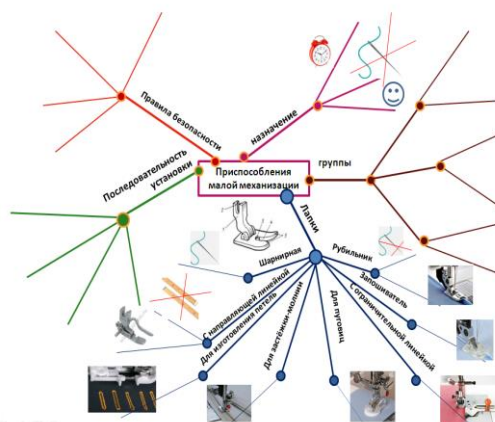 Правила безопасности
назначение
Последовательность
установки
Приспособления
малой механизации
группы
Лапки
Шарнирная
Рубильник
Запошиватель
С направляющей линейкой
Для изготовления петель
Для застёжки-молнии
Для пуговиц
С ограничительной линейкой